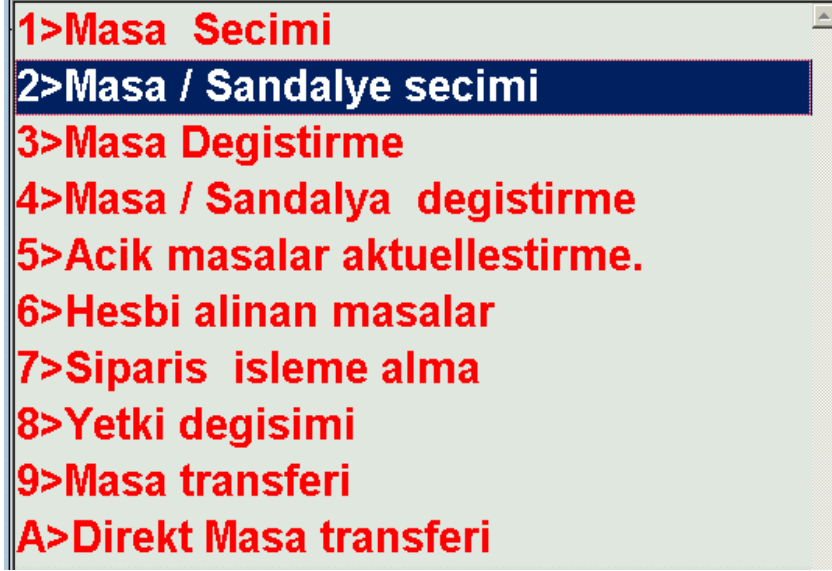 1>Masa  Secimi
2>Masa / Sandalye secimi
3>Masa Degistirme
4>Masa / Sandalya  degistirme
5>Acik masalar aktuellestirme.
6>Hesbi alinan masalar
7>Siparis  isleme alma
8>Yetki degisimi
9>Masa transferi
A>Direkt Masa transferi